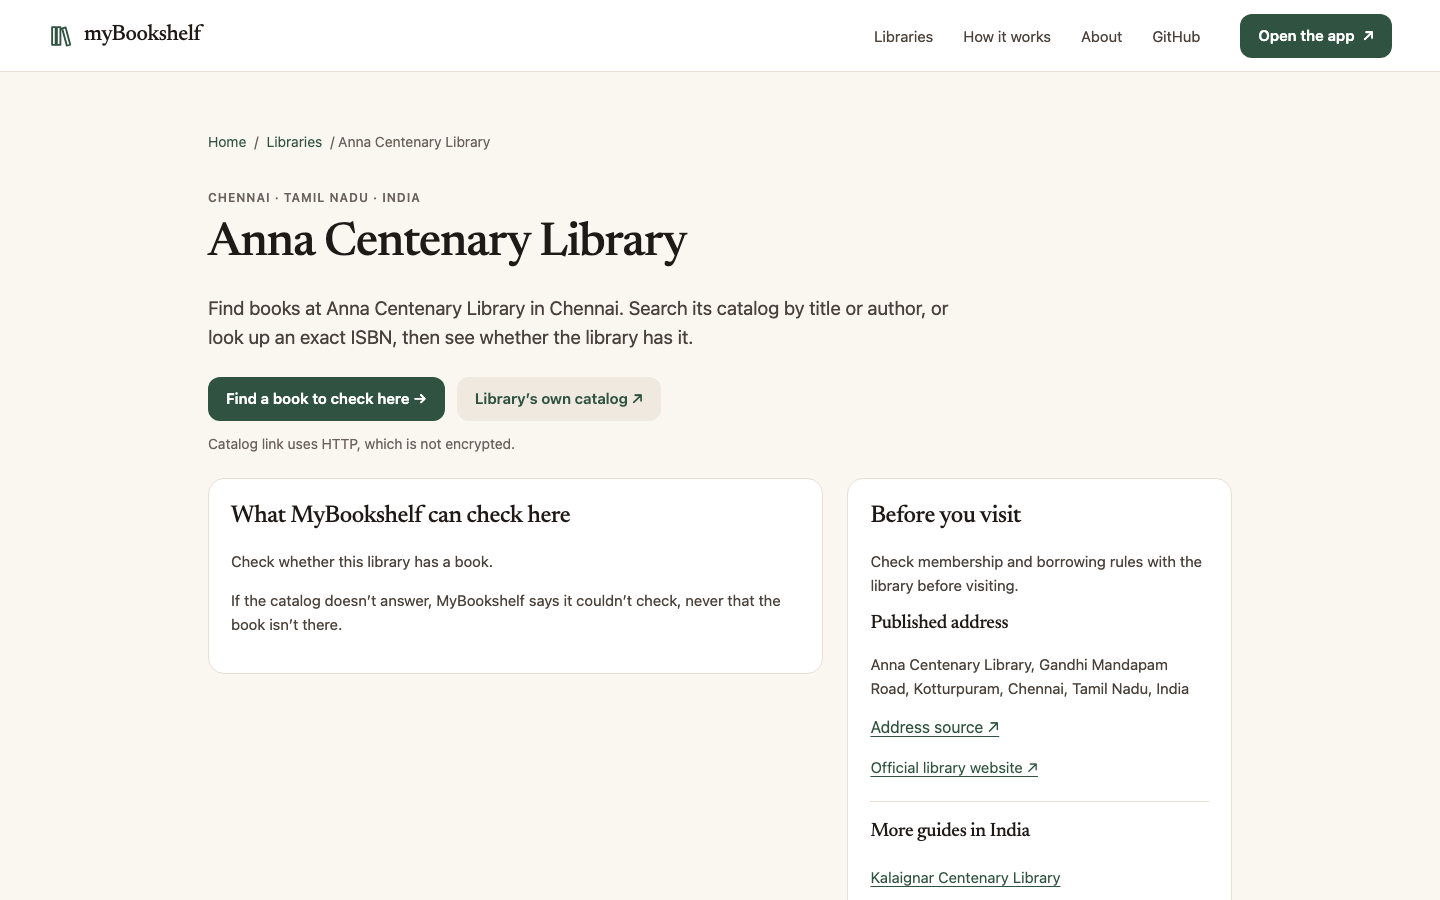 myBookshelf
Libraries
How it works
About
GitHub
Open the app ↗
Home / Libraries / Anna Centenary Library
CHENNAI · TAMIL NADU · INDIA
Anna Centenary Library
Find books at Anna Centenary Library in Chennai. Search its catalog by title or author, or
look up an exact ISBN, then see whether the library has it.
Find a book to check here →
Library’s own catalog ↗
Catalog link uses HTTP, which is not encrypted.
What MyBookshelf can check here
Check whether this library has a book.
If the catalog doesn’t answer, MyBookshelf says it couldn’t check, never that the
book isn’t there.
Before you visit
Check membership and borrowing rules with the
library before visiting.
Published address
Anna Centenary Library, Gandhi Mandapam
Road, Kotturpuram, Chennai, Tamil Nadu, India
Address source ↗
Official library website ↗
More guides in India
Kalaignar Centenary Library